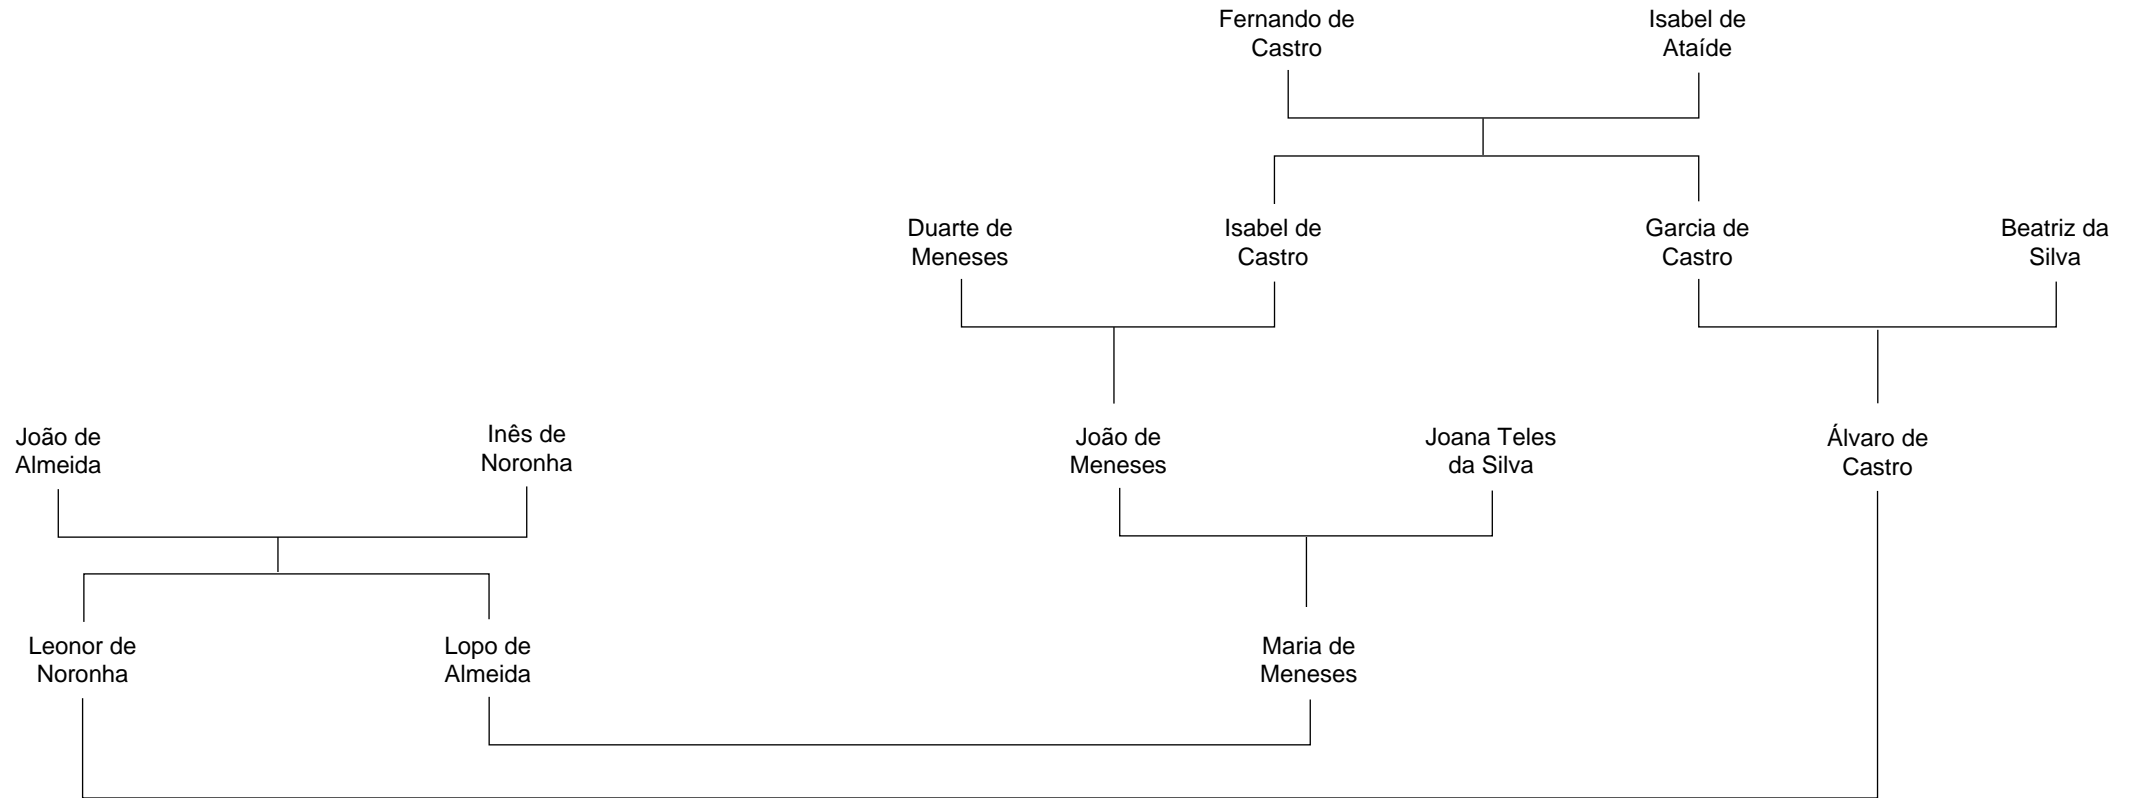 Fernando de
Castro
Isabel de
Ataíde
Duarte de
Meneses
Isabel de
Castro
Garcia de
Castro
Beatriz da
Silva
João de
Almeida
Inês de
Noronha
João de
Meneses
Joana Teles
da Silva
Álvaro de
Castro
Leonor de
Noronha
Lopo de
Almeida
Maria de
Meneses